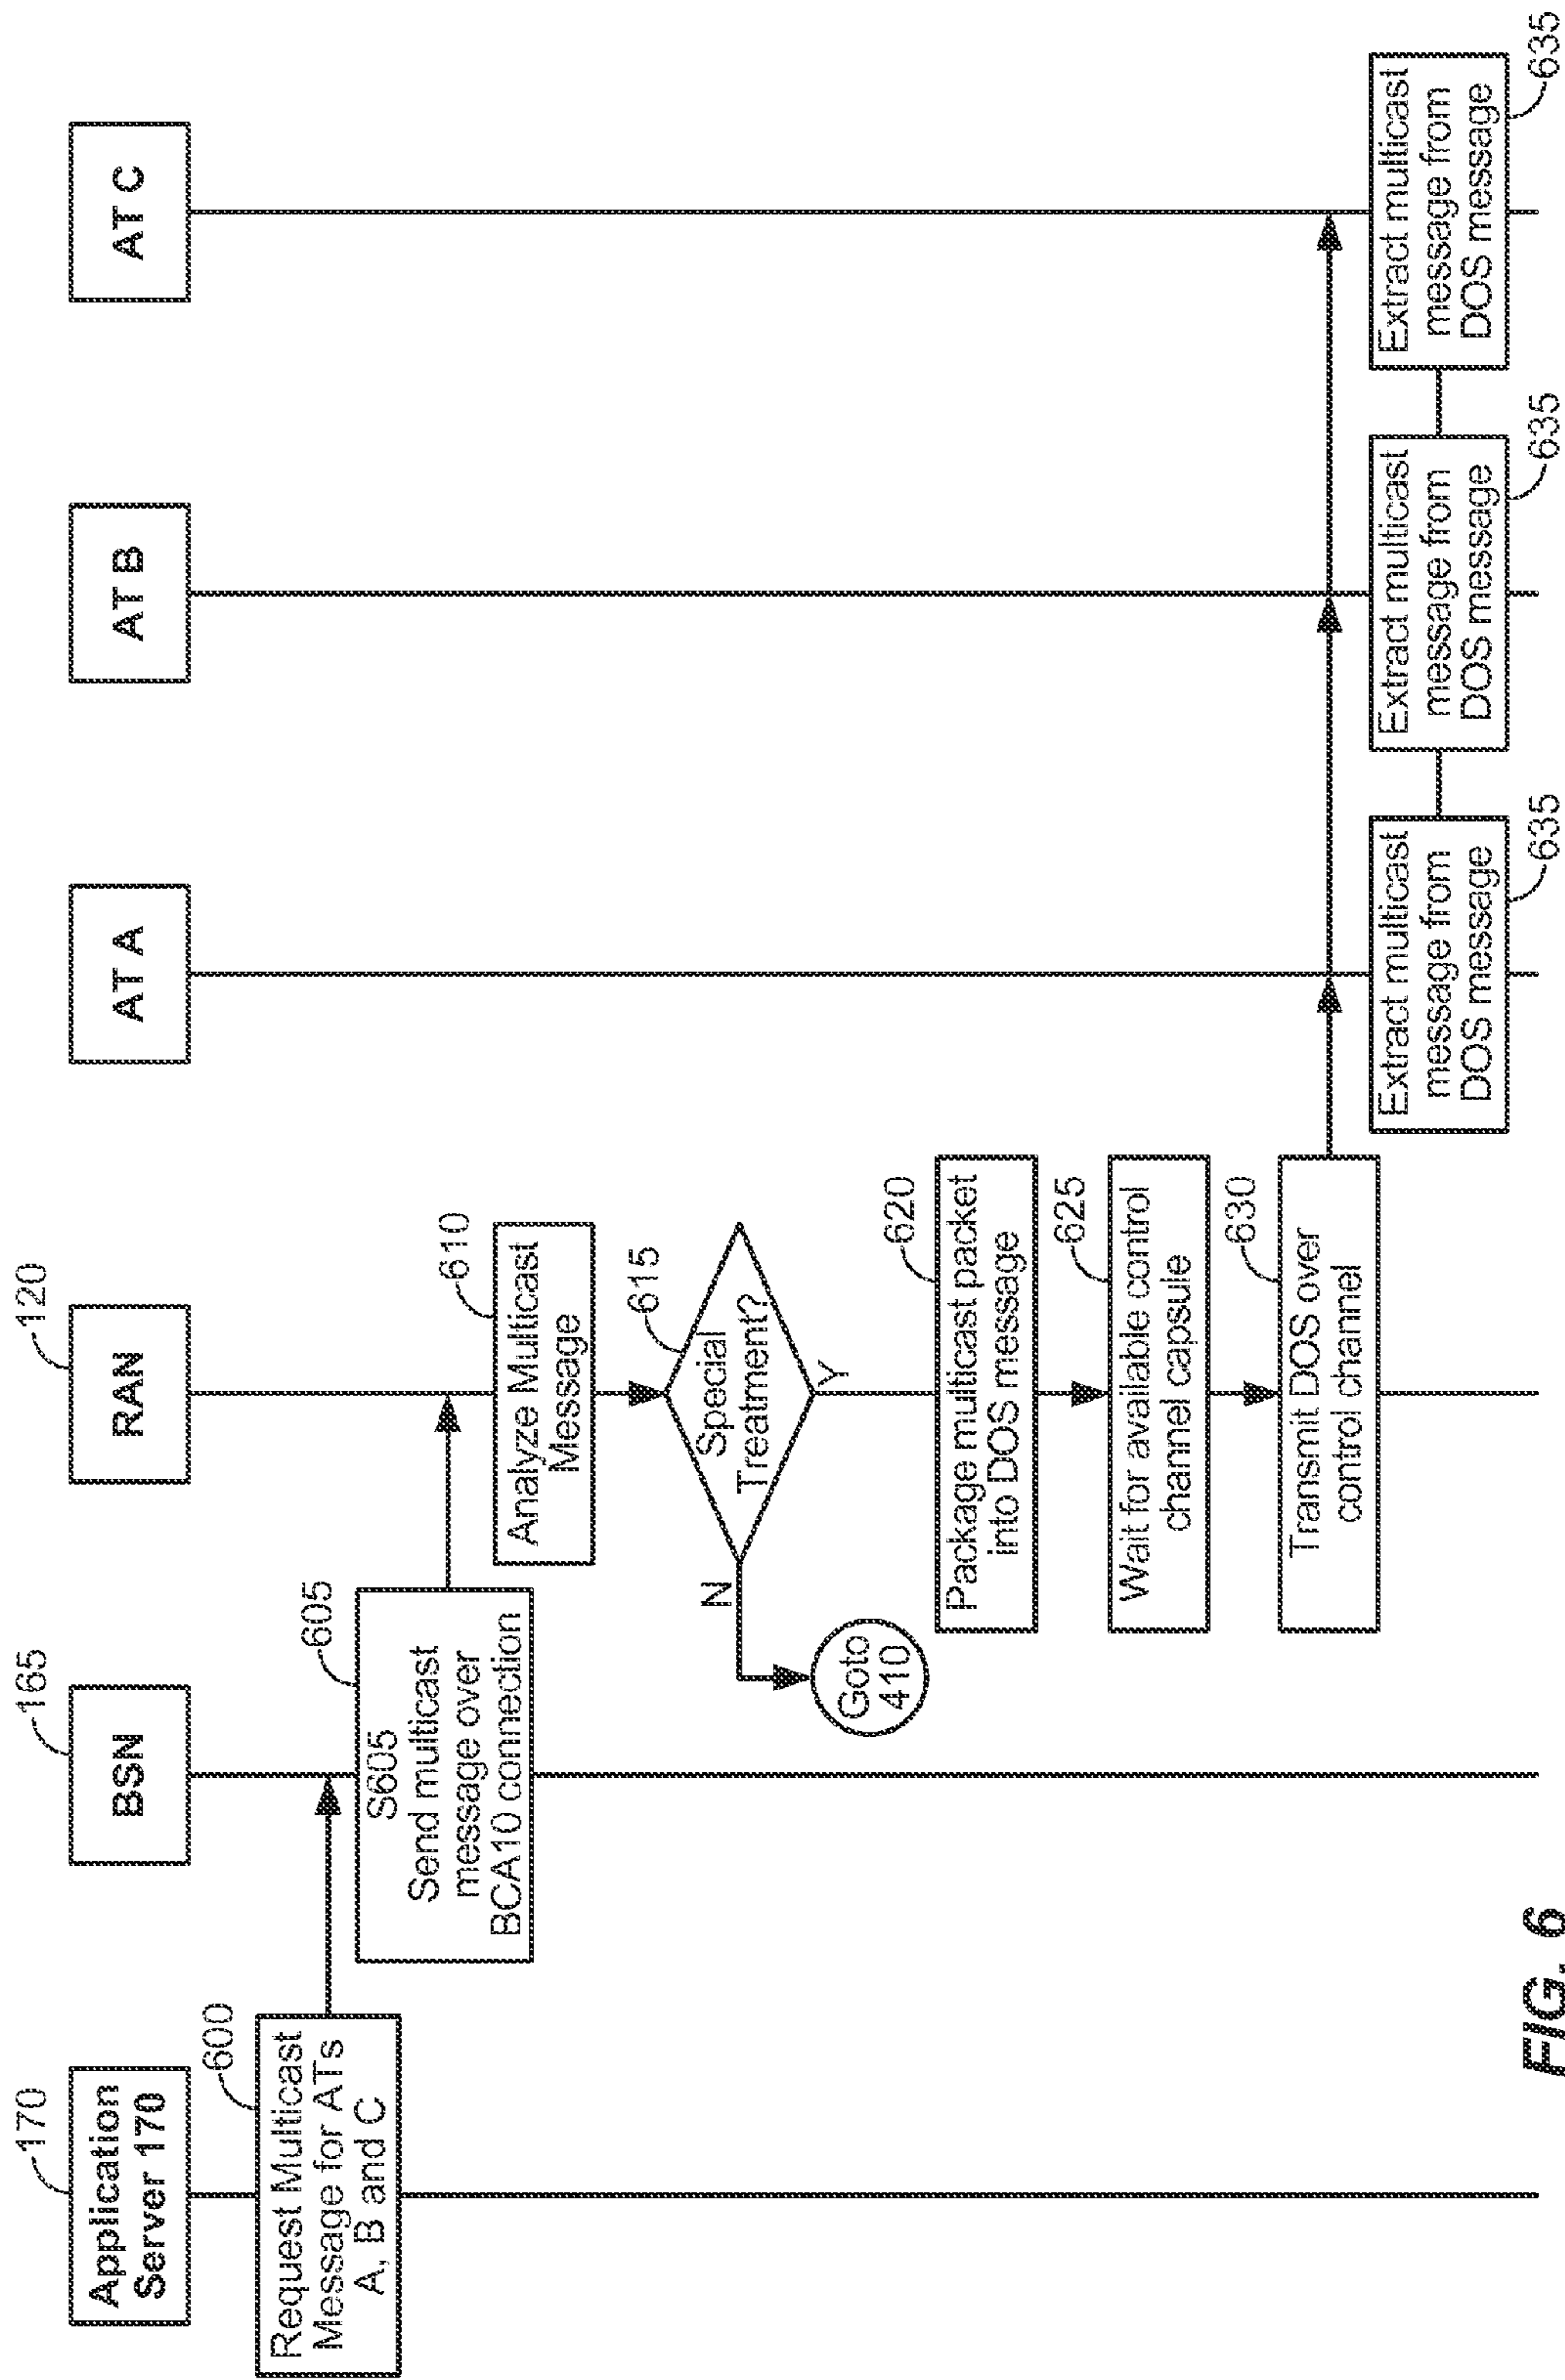 170
Application
Server 170
165
BSN
120
RAN
AT A
AT B
AT C
600
Request Multicast
Message for ATs
A, B and C
605
S605
Send multicast
message over
BCA10 connection
610
Analyze Multicast
Message
615
Special
Treatment?
N
Y
Goto
410
620
Package multicast packet
into DOS message
625
Wait for available control
channel capsule
630
Transmit DOS over
control channel
Extract multicast
message from
DOS message
635
Extract multicast
message from
DOS message
635
Extract multicast
message from
DOS message
635
FIG. 6